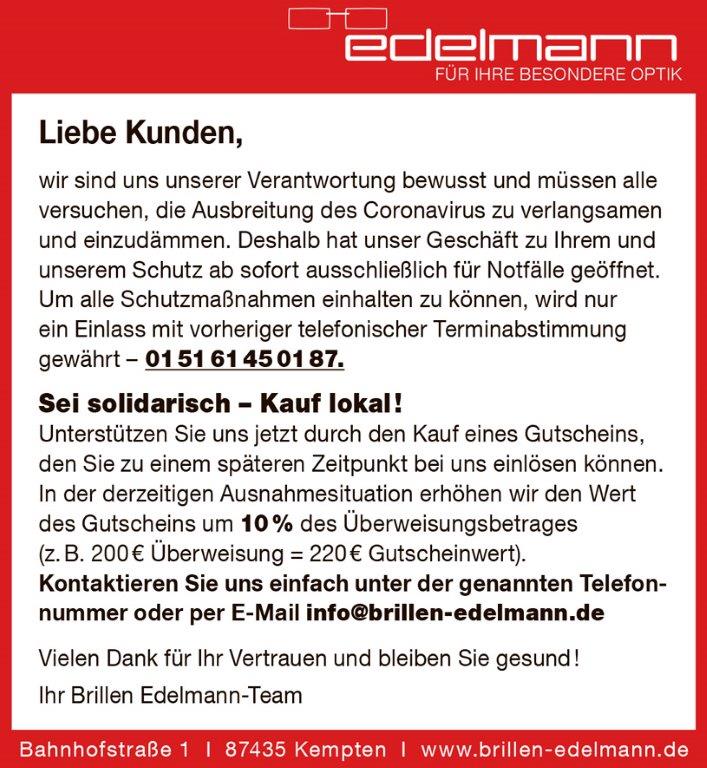 edelmann
FÜR IHRE BESONDERE OPTIK
Liebe Kunden,
wir sind uns unserer Verantwortung bewusst und müssen alle
versuchen, die Ausbreitung des Coronavirus zu verlangsamen
und einzudämmen. Deshalb hat unser Geschäft zu Ihrem und
unserem Schutz ab sofort ausschließlich für Notfälle geöffnet.
Um alle Schutzmaßnahmen einhalten zu können, wird nur
ein Einlass mit vorheriger telefonischer Terminabstimmung
gewährt – 01 51 61 45 01 87.
Sei solidarisch – Kauf lokal!
Unterstützen Sie uns jetzt durch den Kauf eines Gutscheins,
den Sie zu einem späteren Zeitpunkt bei uns einlösen können.
In der derzeitigen Ausnahmesituation erhöhen wir den Wert
des Gutscheins um 10 % des Überweisungsbetrages
(z. B. 200 € Überweisung = 220 € Gutscheinwert).
Kontaktieren Sie uns einfach unter der genannten Telefon-
nummer oder per E-Mail info@brillen-edelmann.de
Vielen Dank für Ihr Vertrauen und bleiben Sie gesund!
Ihr Brillen Edelmann-Team
Bahnhofstraße 1 I 87435 Kempten I www.brillen-edelmann.de